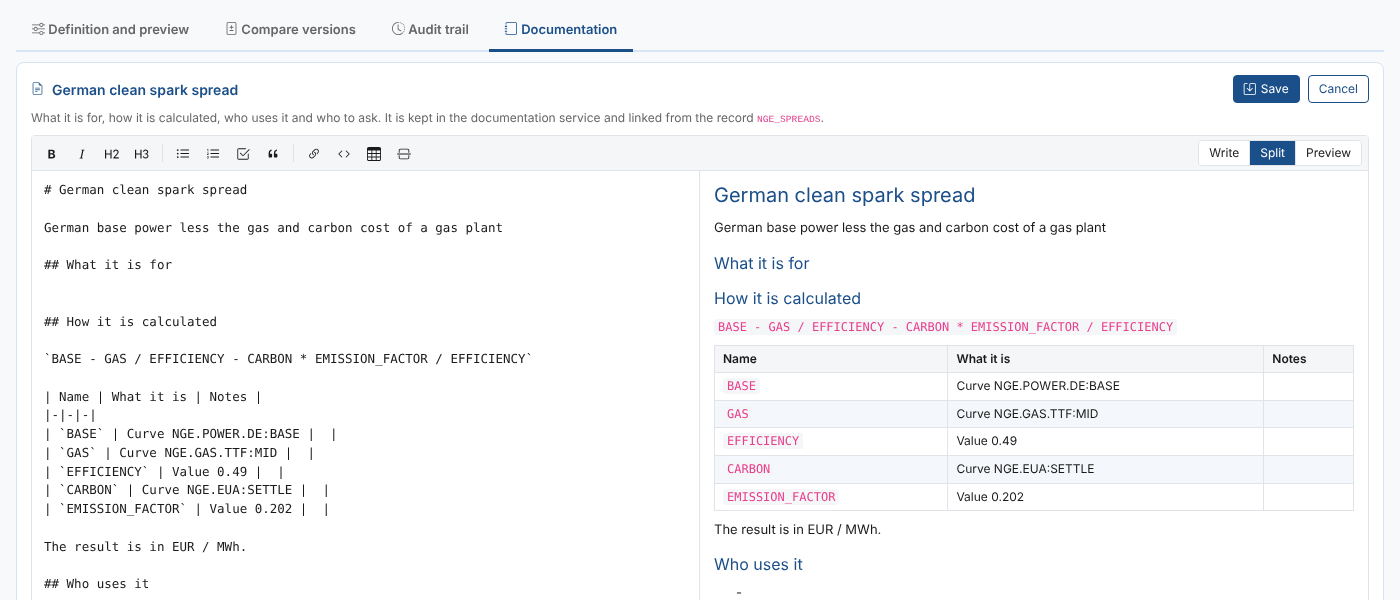 Definition and preview
Compare versions
Audit trail
Documentation
German clean spark spread
Save
Cancel
What it is for, how it is calculated, who uses it and who to ask. It is kept in the documentation service and linked from the record NGE_SPREADS.
B I H2 H3
Write Split Preview
# German clean spark spread
German base power less the gas and carbon cost of a gas plant
## What it is for
## How it is calculated
`BASE - GAS / EFFICIENCY - CARBON * EMISSION_FACTOR / EFFICIENCY`
| Name | What it is | Notes |
|-|-|-|
| `BASE` | Curve NGE.POWER.DE:BASE |  |
| `GAS` | Curve NGE.GAS.TTF:MID |  |
| `EFFICIENCY` | Value 0.49 |  |
| `CARBON` | Curve NGE.EUA:SETTLE |  |
| `EMISSION_FACTOR` | Value 0.202 |  |
The result is in EUR / MWh.
## Who uses it
German clean spark spread
German base power less the gas and carbon cost of a gas plant
What it is for
How it is calculated
BASE - GAS / EFFICIENCY - CARBON * EMISSION_FACTOR / EFFICIENCY
Name What it is Notes
BASE Curve NGE.POWER.DE:BASE
GAS Curve NGE.GAS.TTF:MID
EFFICIENCY Value 0.49
CARBON Curve NGE.EUA:SETTLE
EMISSION_FACTOR Value 0.202
The result is in EUR / MWh.
Who uses it
-